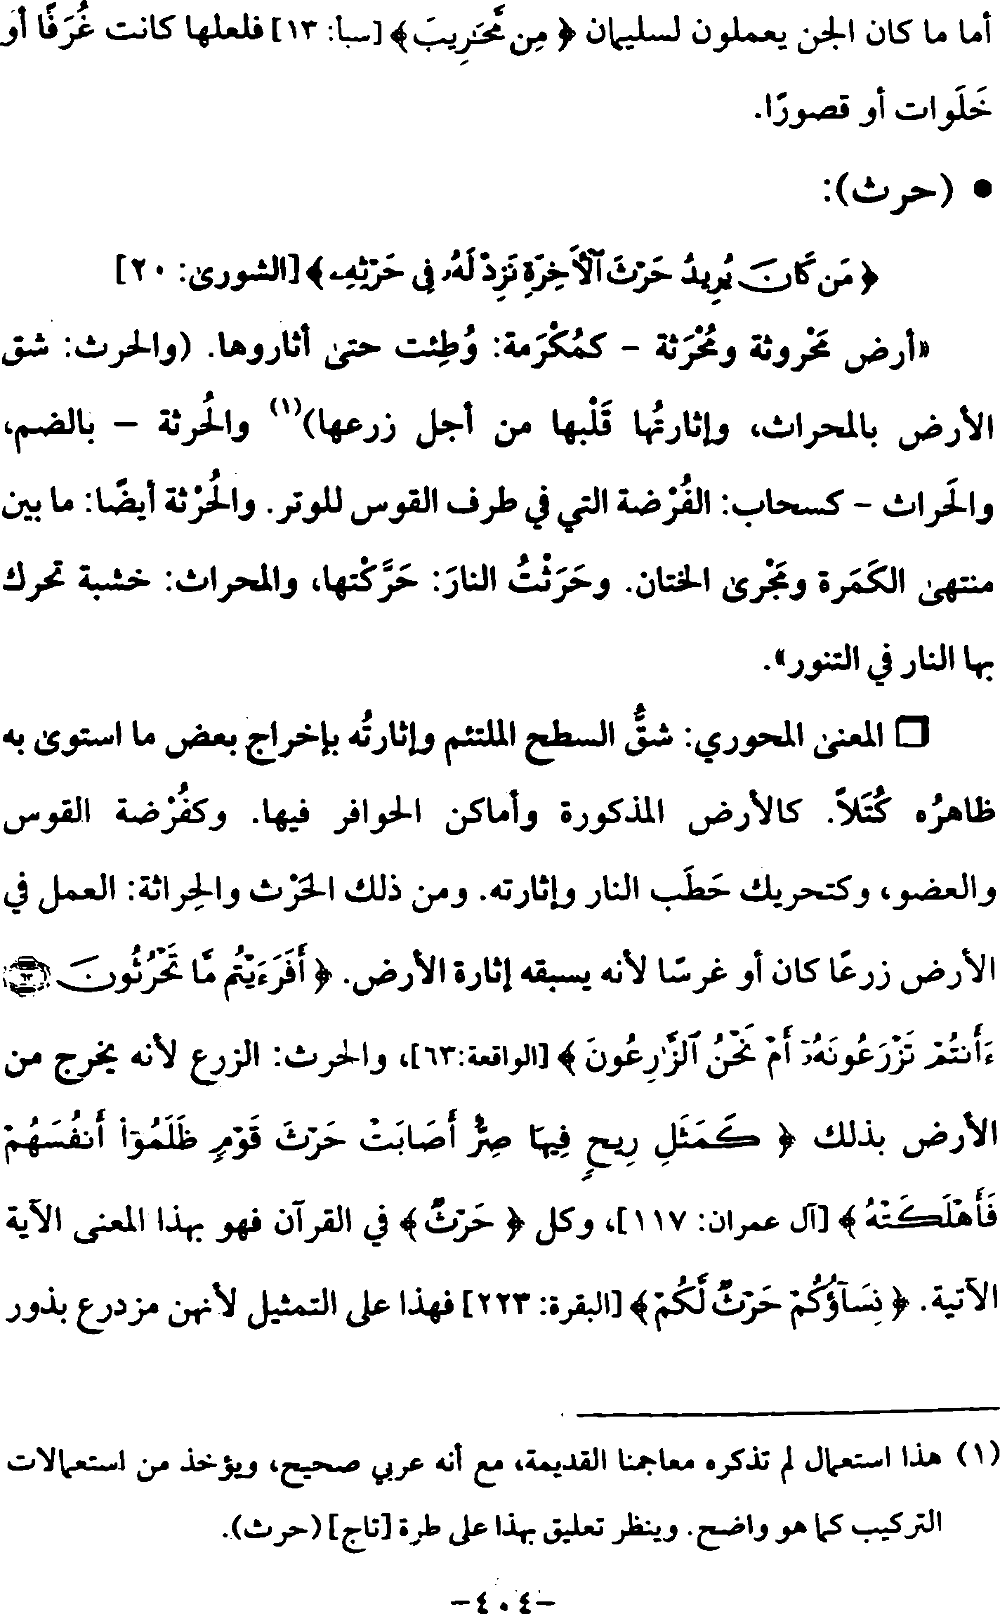 أما ما كان الجن يعملون لسليمان ﴿ مِن مَّحَٰرِيبَ ﴾ [سبأ: ١٣] فلعلها كانت غُرَفًا أو
خَلَوات أو قصورًا.
• (حرث):
﴿ مَن كَانَ يُرِيدُ حَرْثَ ٱلْأَخِرَةِ نَزِدْ لَهُۥ فِى حَرْثِهِۦ ﴾ [الشورى: ٢٠]
«أرض مَحْروثة ومُحْرَثة – كمُكْرَمة: وُطِئت حتى أثاروها. (والحرث: شق
الأرض بالمحراث، وإثارتُها قَلْبها من أجل زرعها)(١) والحُرثة – بالضم،
والحَراث – كسحاب: الفُرْضة التي في طرف القوس للوتر. والحُرْثة أيضًا: ما بين
منتهى الكَمَرة ومَجْرى الختان. وحَرَثْتُ النارَ: حَرَّكْتها، والمحراث: خشبة تحرك
بها النار في التنور».
❒ المعنى المحوري: شقُّ السطح الملتئم وإثارتُه بإخراج بعض ما استوى به
ظاهرُه كُتَلاً. كالأرض المذكورة وأماكن الحوافر فيها. وكفُرْضة القوس
والعضو، وكتحريك حَطَب النار وإثارته. ومن ذلك الحَرْث والحِراثة: العمل في
الأرض زرعًا كان أو غرسًا لأنه يسبقه إثارة الأرض. ﴿ أَفَرَءَيْتُم مَّا تَحْرُثُونَ ۝٦٣
ءَأَنتُمْ تَزْرَعُونَهُۥٓ أَمْ نَحْنُ ٱلزَّٰرِعُونَ ﴾ [الواقعة:٦٣]، والحرث: الزرع لأنه يخرج من
الأرض بذلك ﴿ كَمَثَلِ رِيحٍ فِيهَا صِرٌّ أَصَابَتْ حَرْثَ قَوْمٍ ظَلَمُوٓا۟ أَنفُسَهُمْ
فَأَهْلَكَتْهُ ﴾ [آل عمران: ١١٧]، وكل ﴿ حَرْثٌ ﴾ في القرآن فهو بهذا المعنى الآية
الآتية. ﴿ نِسَآؤُكُمْ حَرْثٌ لَّكُمْ ﴾ [البقرة: ٢٢٣] فهذا على التمثيل لأنهن مزدرع بذور
(١) هذا استعمال لم تذكره معاجمنا القديمة، مع أنه عربي صحيح، ويؤخذ من استعمالات
التركيب كما هو واضح. وينظر تعليق بهذا على طرة [تاج] (حرث).
-٤٠٤-